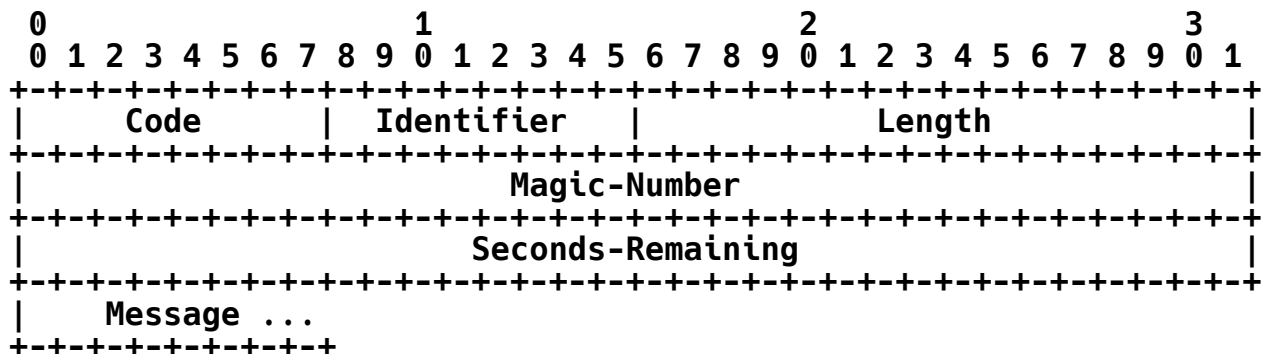 0                   1                   2                   3
 0 1 2 3 4 5 6 7 8 9 0 1 2 3 4 5 6 7 8 9 0 1 2 3 4 5 6 7 8 9 0 1
+-+-+-+-+-+-+-+-+-+-+-+-+-+-+-+-+-+-+-+-+-+-+-+-+-+-+-+-+-+-+-+-+
|     Code      |  Identifier   |            Length             |
+-+-+-+-+-+-+-+-+-+-+-+-+-+-+-+-+-+-+-+-+-+-+-+-+-+-+-+-+-+-+-+-+
|                         Magic-Number                          |
+-+-+-+-+-+-+-+-+-+-+-+-+-+-+-+-+-+-+-+-+-+-+-+-+-+-+-+-+-+-+-+-+
|                       Seconds-Remaining                       |
+-+-+-+-+-+-+-+-+-+-+-+-+-+-+-+-+-+-+-+-+-+-+-+-+-+-+-+-+-+-+-+-+
|    Message ...
+-+-+-+-+-+-+-+-+